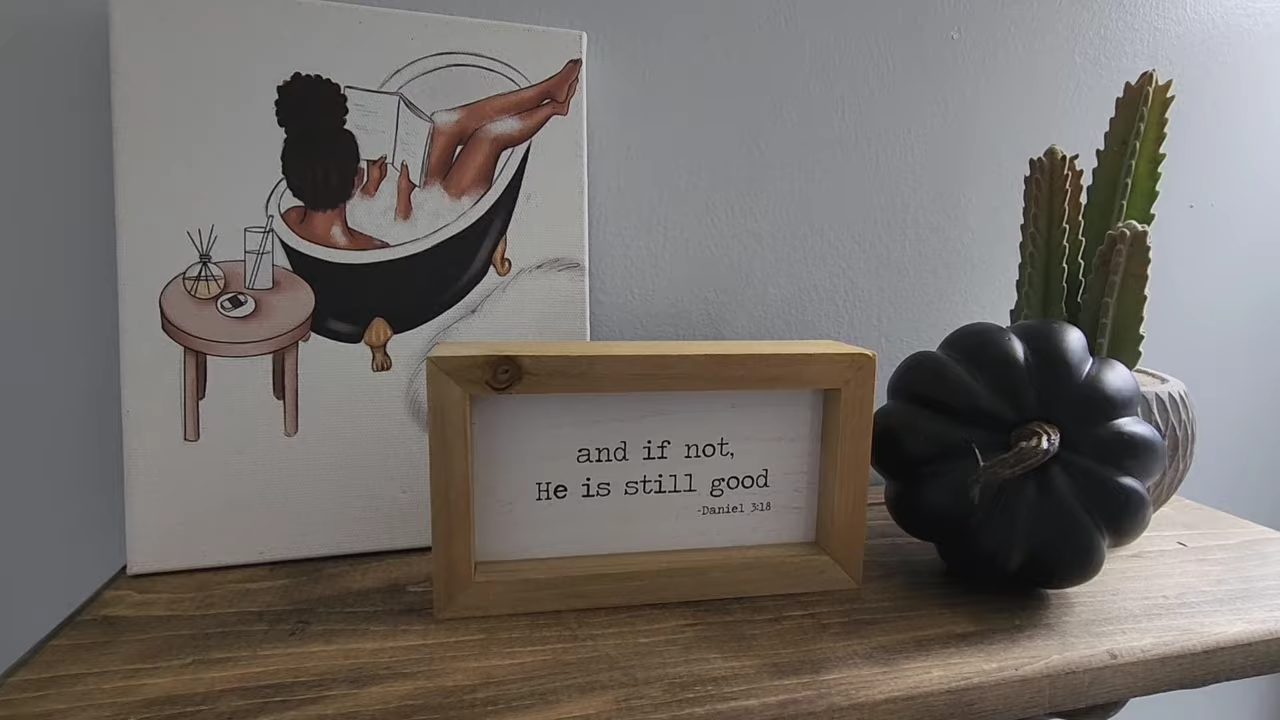 and if not,
He is still good
-Daniel 3:18